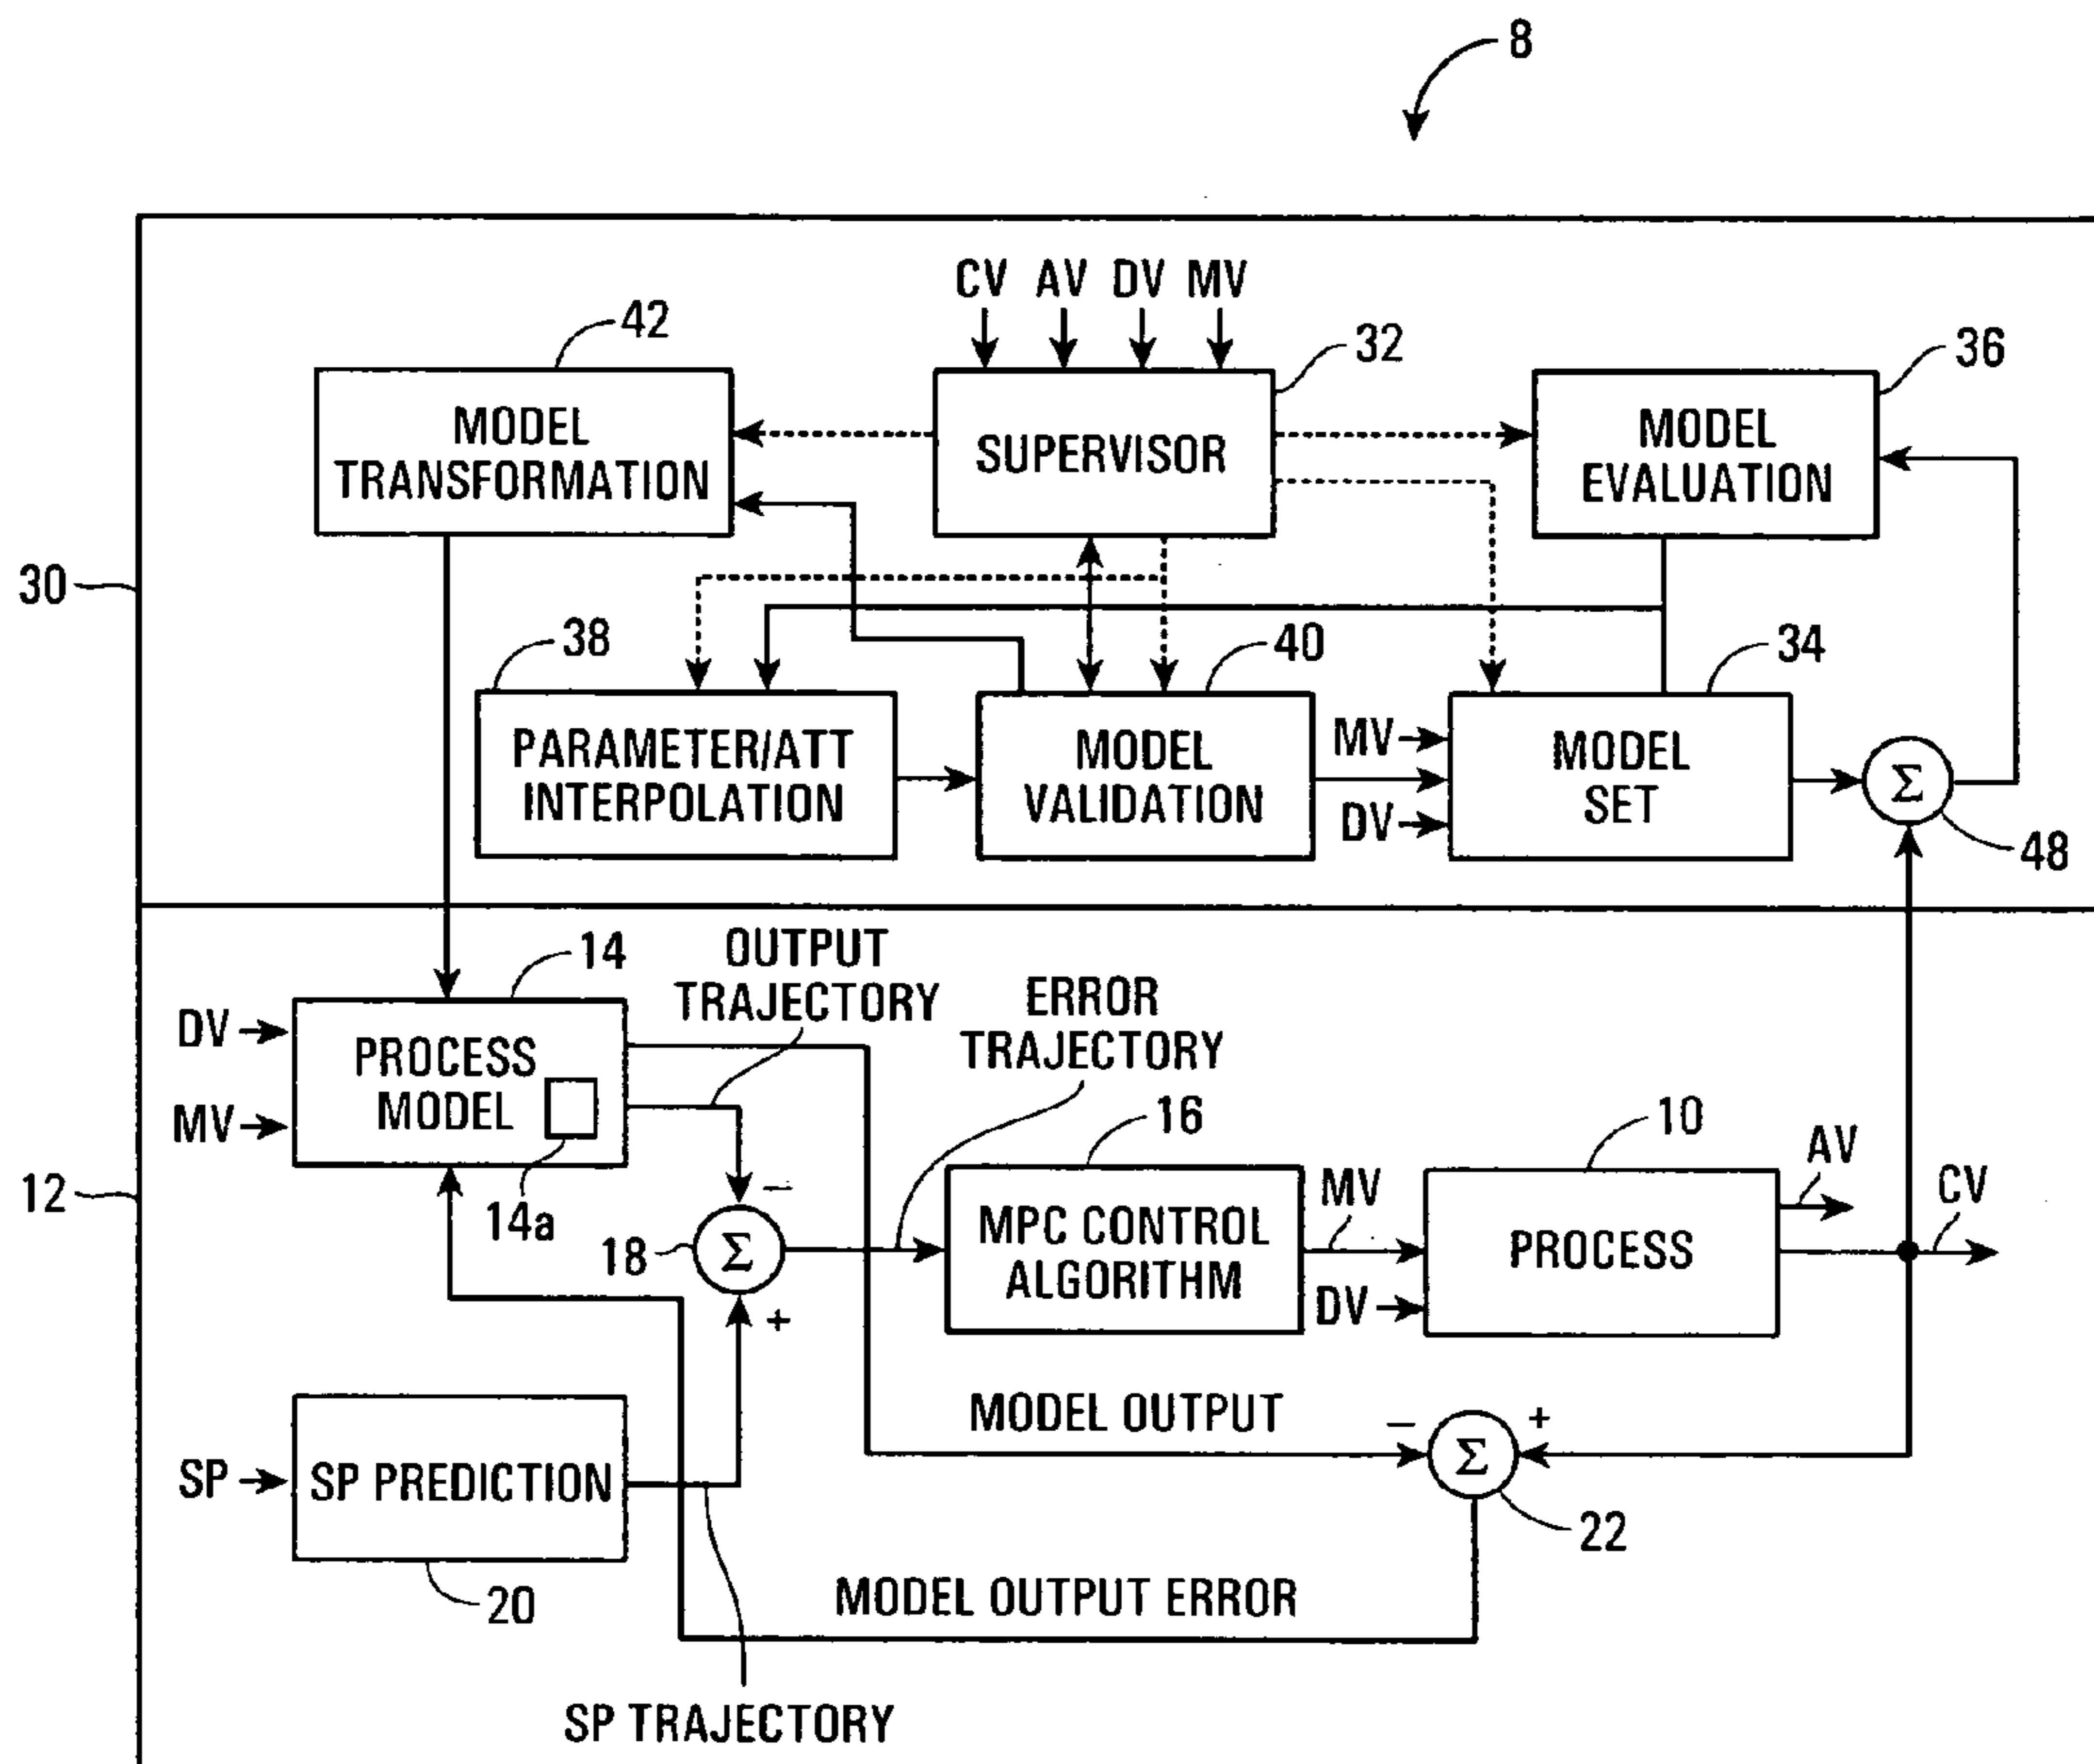 8
CV AV DV MV
42
32
36
MODEL
TRANSFORMATION
SUPERVISOR
MODEL
EVALUATION
30
38
40
34
PARAMETER/ATT
INTERPOLATION
MODEL
VALIDATION
MV
DV
MODEL
SET
Σ
48
14
OUTPUT
TRAJECTORY
ERROR
TRAJECTORY
DV
MV
PROCESS
MODEL
14a
16
10
AV
CV
12
−
18
Σ
+
MPC CONTROL
ALGORITHM
MV
DV
PROCESS
MODEL OUTPUT
−
+
Σ
22
SP
SP PREDICTION
20
MODEL OUTPUT ERROR
SP TRAJECTORY